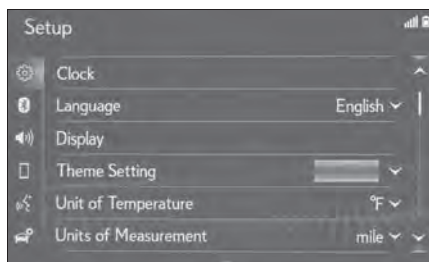 Setup
Clock
Language English
Display
Theme Setting
Unit of Temperature °F
Units of Measurement mile